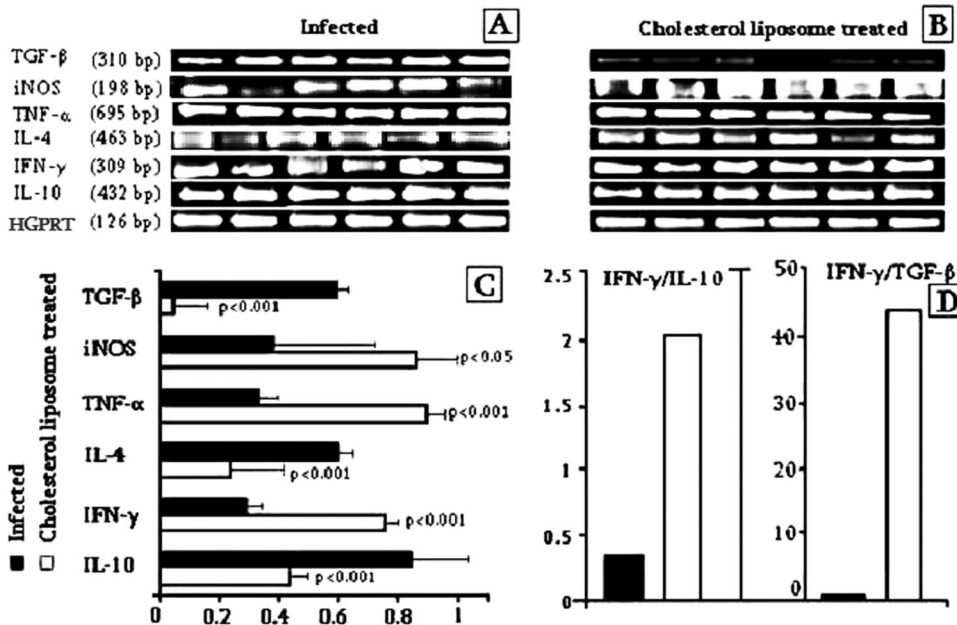 Infected
A
TGF-β (310 bp)
iNOS (198 bp)
TNF-α (695 bp)
IL-4 (463 bp)
IFN-γ (309 bp)
IL-10 (432 bp)
HGPRT (126 bp)
Cholesterol liposome treated
B
C
TGF-β
p<0.001
iNOS
p<0.05
TNF-α
p<0.001
IL-4
p<0.001
IFN-γ
p<0.001
IL-10
p<0.001
0 0.2 0.4 0.6 0.8 1
Infected
Cholesterol liposome treated
D
IFN-γ/IL-10
2.5
2
1.5
1
0.5
0
IFN-γ/TGF-β
50
40
30
20
10
0